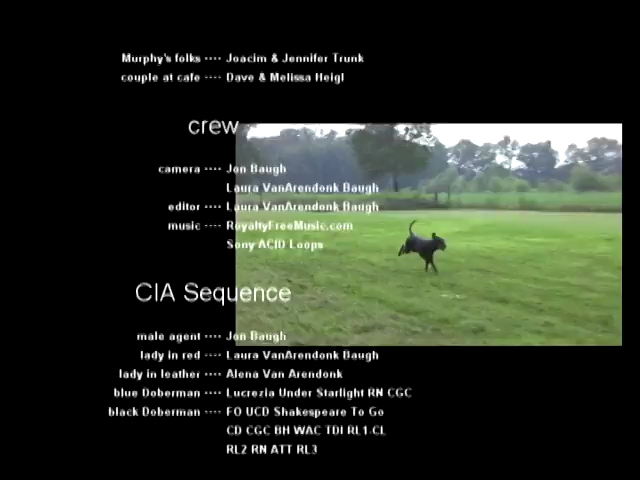 Murphy's folks ---- Joacim & Jennifer Trunk
couple at cafe ---- Dave & Melissa Heigl
crew
camera ---- Jon Baugh
Laura VanArendonk Baugh
editor ---- Laura VanArendonk Baugh
music ---- RoyaltyFreeMusic.com
Sony ACID Loops
CIA Sequence
male agent ---- Jon Baugh
lady in red ---- Laura VanArendonk Baugh
lady in leather ---- Alena Van Arendonk
blue Doberman ---- Lucrezia Under Starlight RN CGC
black Doberman ---- FO UCD Shakespeare To Go
CD CGC BH WAC TDI RL1-CL
RL2 RN ATT RL3